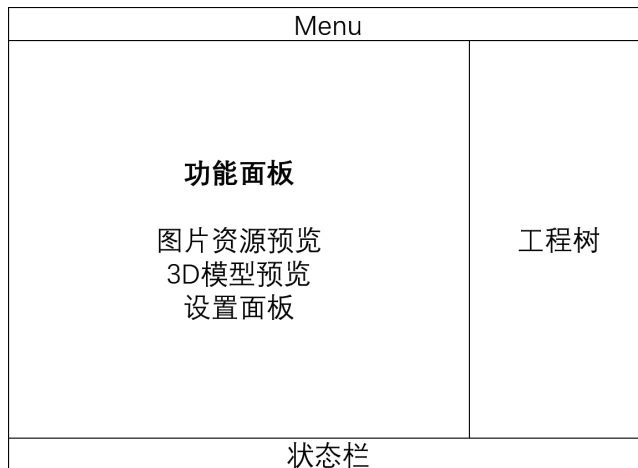 Menu
功能面板
图片资源预览
3D模型预览
设置面板
工程树
状态栏